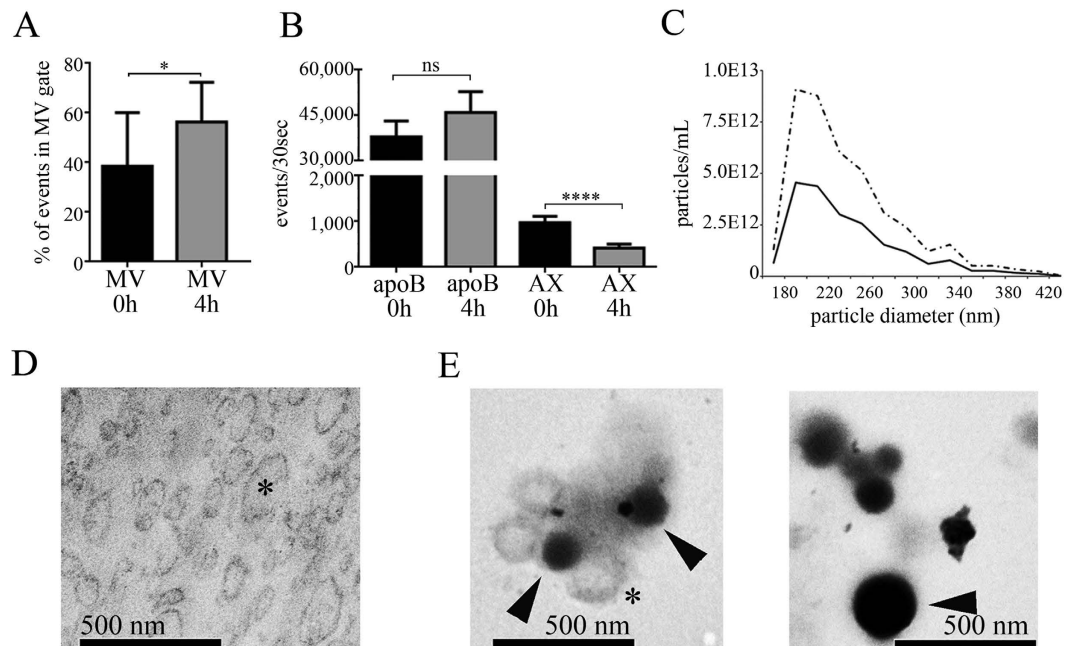 A
% of events in MV gate
80
60
40
20
0
*
MV
0h
MV
4h
B
events/30sec
60,000
45,000
30,000
2,000
1,000
0
ns
****
apoB
0h
apoB
4h
AX
0h
AX
4h
C
particles/mL
1.0E13
7.5E12
5.0E12
2.5E12
0
180 220 260 300 340 380 420
particle diameter (nm)
D
*
500 nm
E
*
500 nm
500 nm